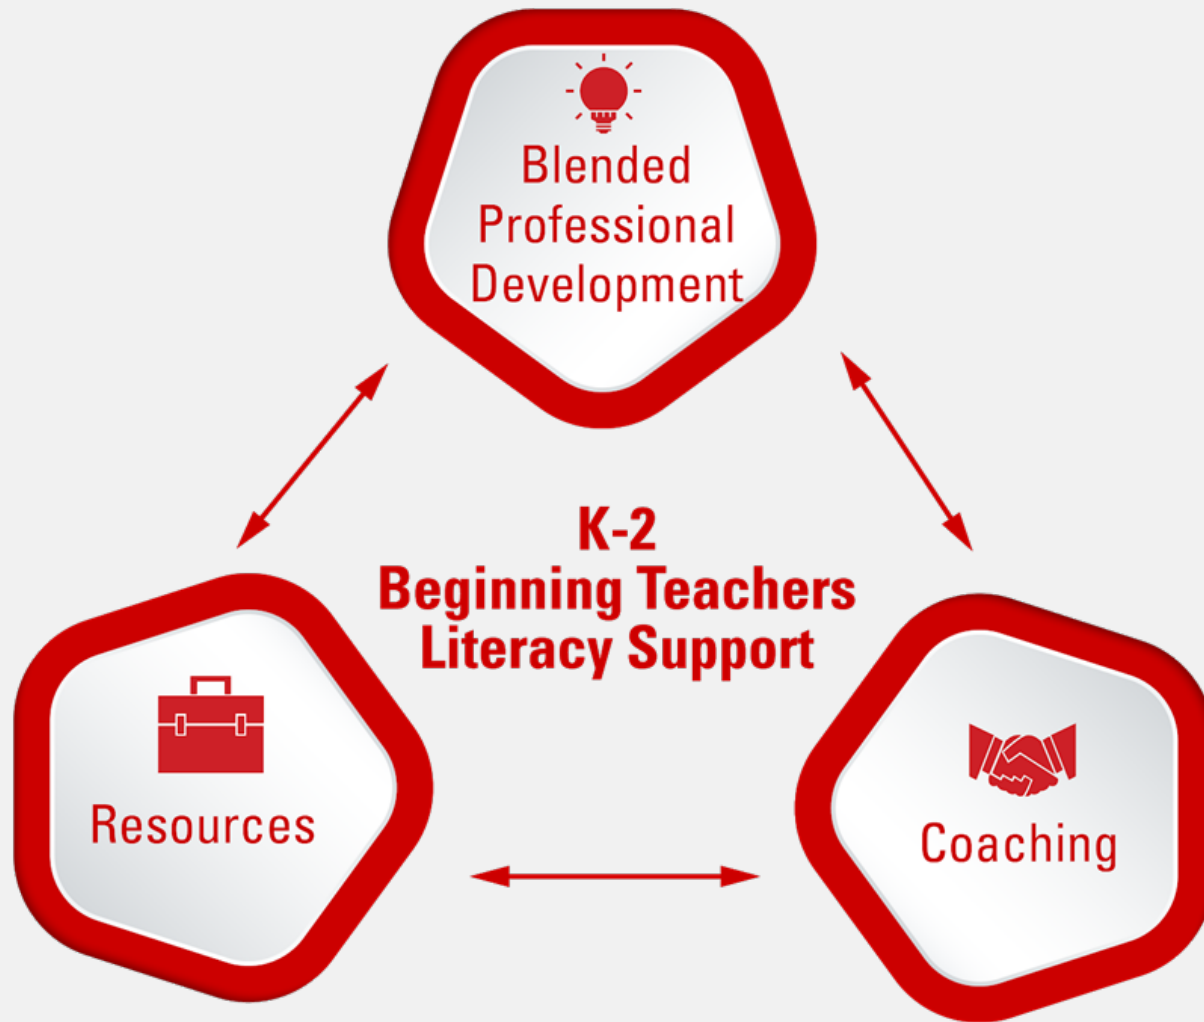 Blended
Professional
Development
K-2
Beginning Teachers
Literacy Support
Resources
Coaching